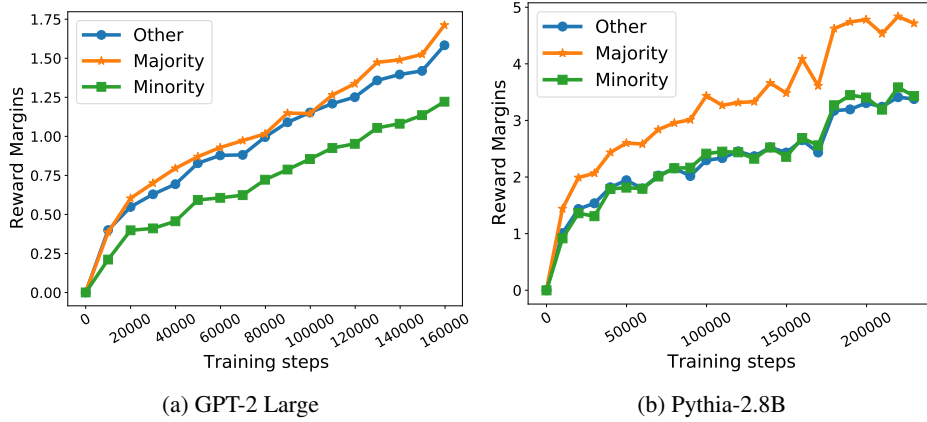 Reward Margins
1.75
1.50
1.25
1.00
0.75
0.50
0.25
0.00
Other
Majority
Minority
0
20000
40000
60000
80000
100000
120000
140000
160000
Training steps
(a) GPT-2 Large
Reward Margins
5
4
3
2
1
0
Other
Majority
Minority
0
50000
100000
150000
200000
Training steps
(b) Pythia-2.8B